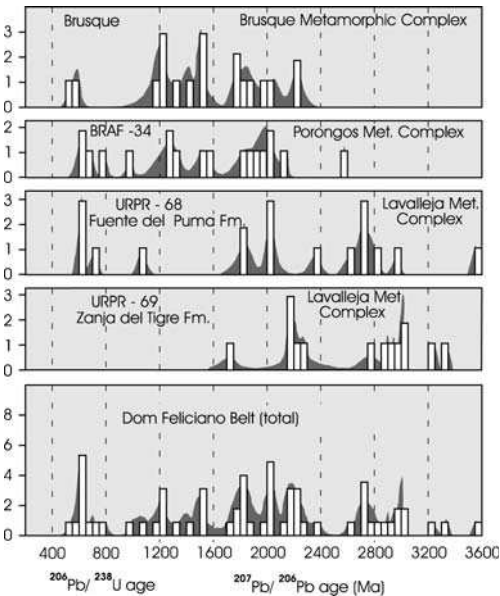 Brusque Brusque Metamorphic Complex
3
2
1
0
BRAF -34 Porongos Met. Complex
2
1
0
URPR - 68 Lavalleja Met.
Fuente del Puma Fm. Complex
3
2
1
0
URPR - 69 Lavalleja Met.
Zanja del Tigre Fm. Complex
3
2
1
0
Dom Feliciano Belt (total)
8
6
4
2
0
400 800 1200 1600 2000 2400 2800 3200 3600
206Pb/ 238U age 207Pb/ 206Pb age (Ma)